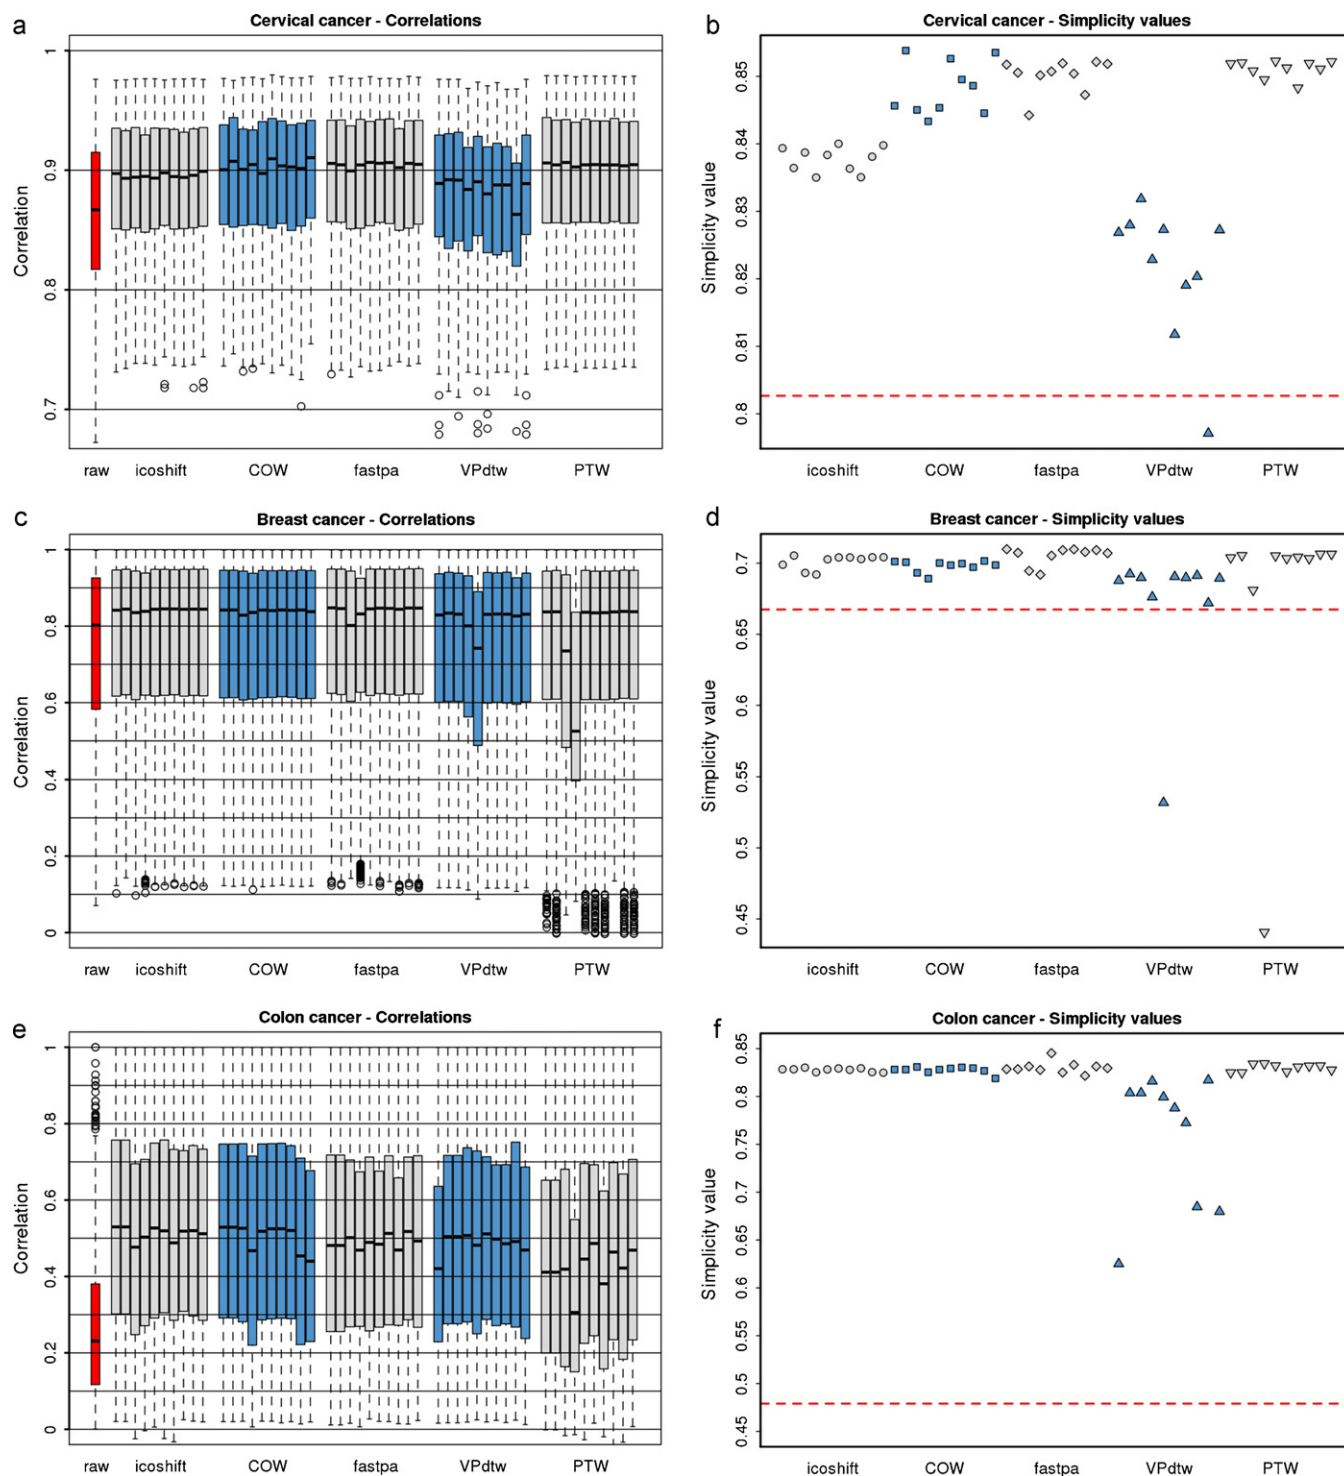 a
Cervical cancer - Correlations
Correlation
1
0.9
0.8
0.7
raw icoshift COW fastpa VPdtw PTW
b
Cervical cancer - Simplicity values
Simplicity value
0.85
0.84
0.83
0.82
0.81
0.8
icoshift COW fastpa VPdtw PTW
c
Breast cancer - Correlations
Correlation
1
0.8
0.6
0.4
0.2
0
raw icoshift COW fastpa VPdtw PTW
d
Breast cancer - Simplicity values
Simplicity value
0.7
0.65
0.6
0.55
0.5
0.45
icoshift COW fastpa VPdtw PTW
e
Colon cancer - Correlations
Correlation
1
0.8
0.6
0.4
0.2
0
raw icoshift COW fastpa VPdtw PTW
f
Colon cancer - Simplicity values
Simplicity value
0.85
0.8
0.75
0.7
0.65
0.6
0.55
0.5
0.45
icoshift COW fastpa VPdtw PTW